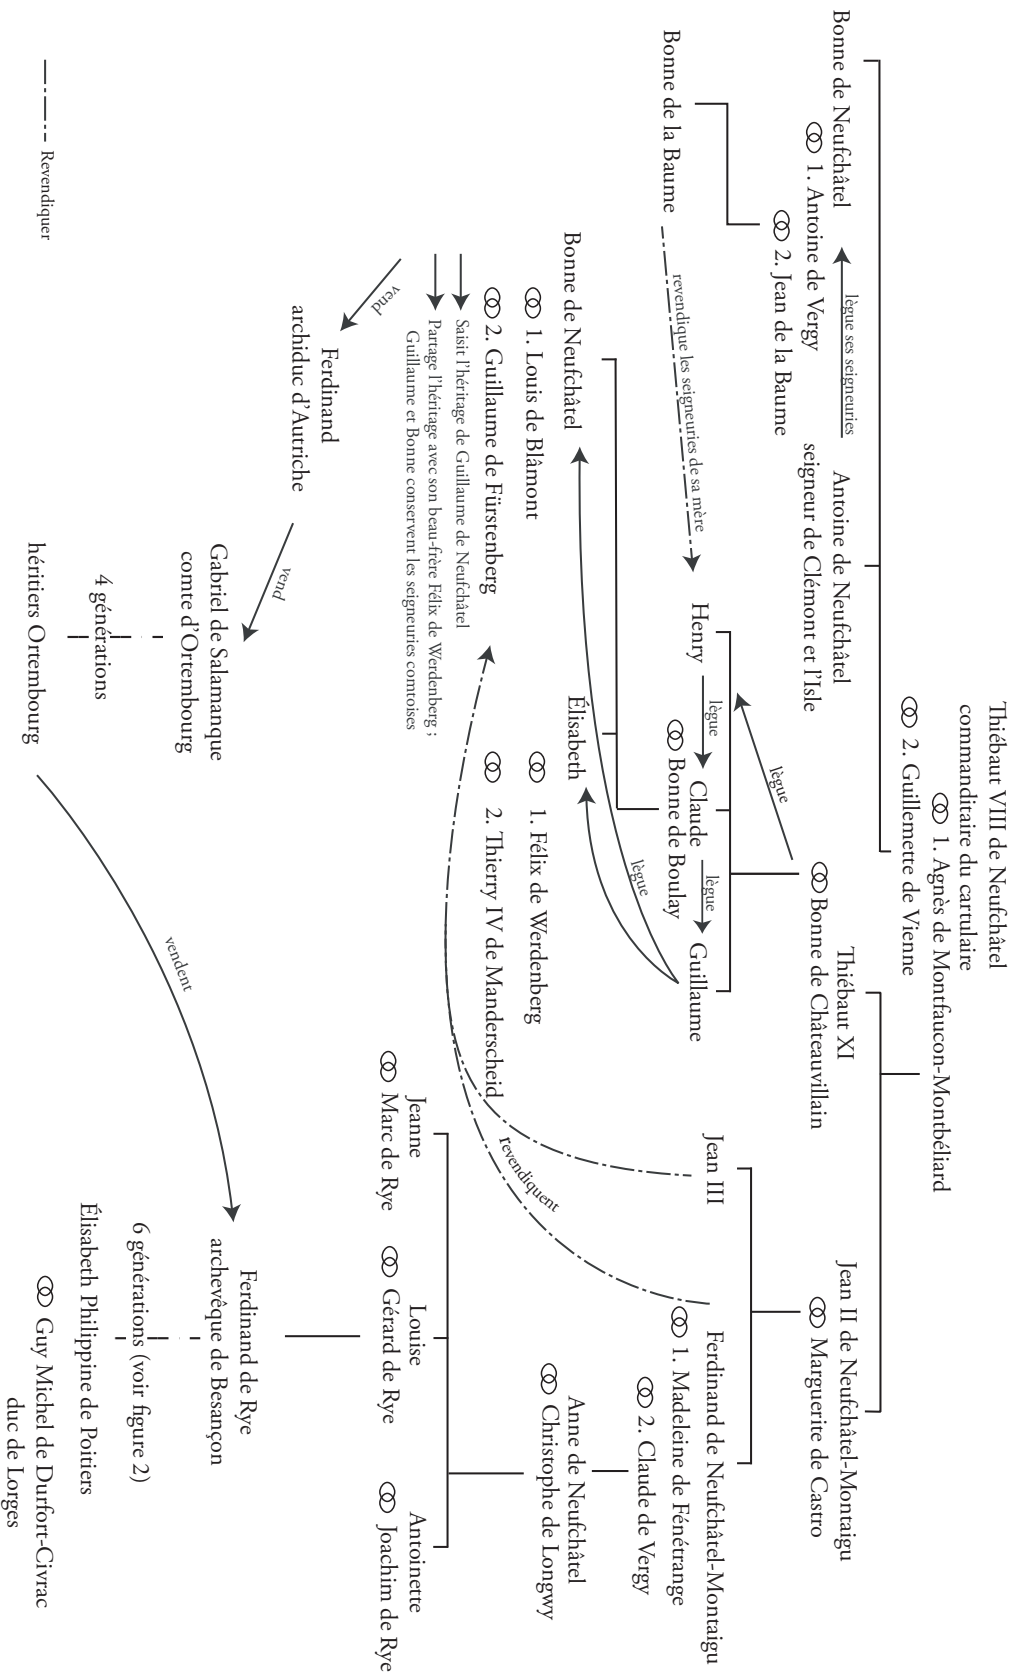 Thiébaut VIII de Neufchâtel
commanditaire du cartulaire
1. Agnès de Montfaucon-Montbéliard
2. Guillemette de Vienne
Bonne de Neufchâtel
1. Antoine de Vergy
2. Jean de la Baume
lègue ses seigneuries
Antoine de Neufchâtel
seigneur de Clémont et l'Isle
Thiébaut XI
Bonne de Châteauvillain
Jean II de Neufchâtel-Montaigu
Marguerite de Castro
lègue
Bonne de la Baume
revendique les seigneuries de sa mère
Henry
lègue
Claude
Bonne de Boulay
lègue
Guillaume
Jean III
Ferdinand de Neufchâtel-Montaigu
1. Madeleine de Fénétrange
2. Claude de Vergy
lègue
Bonne de Neufchâtel
1. Louis de Blâmont
2. Guillaume de Fürstenberg
Saisit l'héritage de Guillaume de Neufchâtel
Partage l'héritage avec son beau-frère Félix de Werdenberg ;
Guillaume et Bonne conservent les seigneuries comtoises
Élisabeth
1. Félix de Werdenberg
2. Thierry IV de Manderscheid
revendiquent
Anne de Neufchâtel
Christophe de Longwy
Jeanne
Marc de Rye
Louise
Gérard de Rye
Antoinette
Joachim de Rye
vend
Ferdinand
archiduc d'Autriche
vend
Gabriel de Salamanque
comte d'Ortembourg
4 générations
héritiers Ortembourg
vendent
Ferdinand de Rye
archevêque de Besançon
6 générations (voir figure 2)
Élisabeth Philippine de Poitiers
Guy Michel de Durfort-Civrac
duc de Lorges
Revendiquer